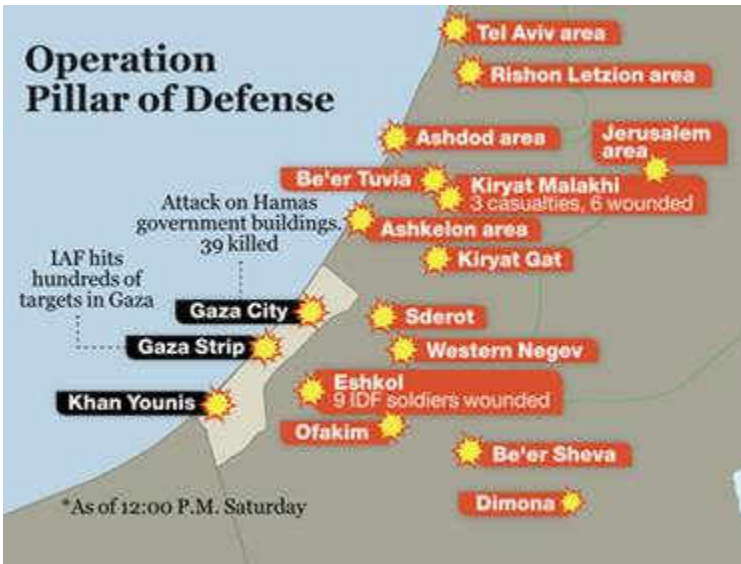 Operation
Pillar of Defense
Tel Aviv area
Rishon Letzion area
Ashdod area
Jerusalem
area
Be'er Tuvia
Kiryat Malakhi
3 casualties, 6 wounded
Attack on Hamas
government buildings.
39 killed
Ashkelon area
IAF hits
hundreds of
targets in Gaza
Kiryat Gat
Gaza City
Sderot
Gaza Strip
Western Negev
Khan Younis
Eshkol
9 IDF soldiers wounded
Ofakim
Be'er Sheva
Dimona
*As of 12:00 P.M. Saturday